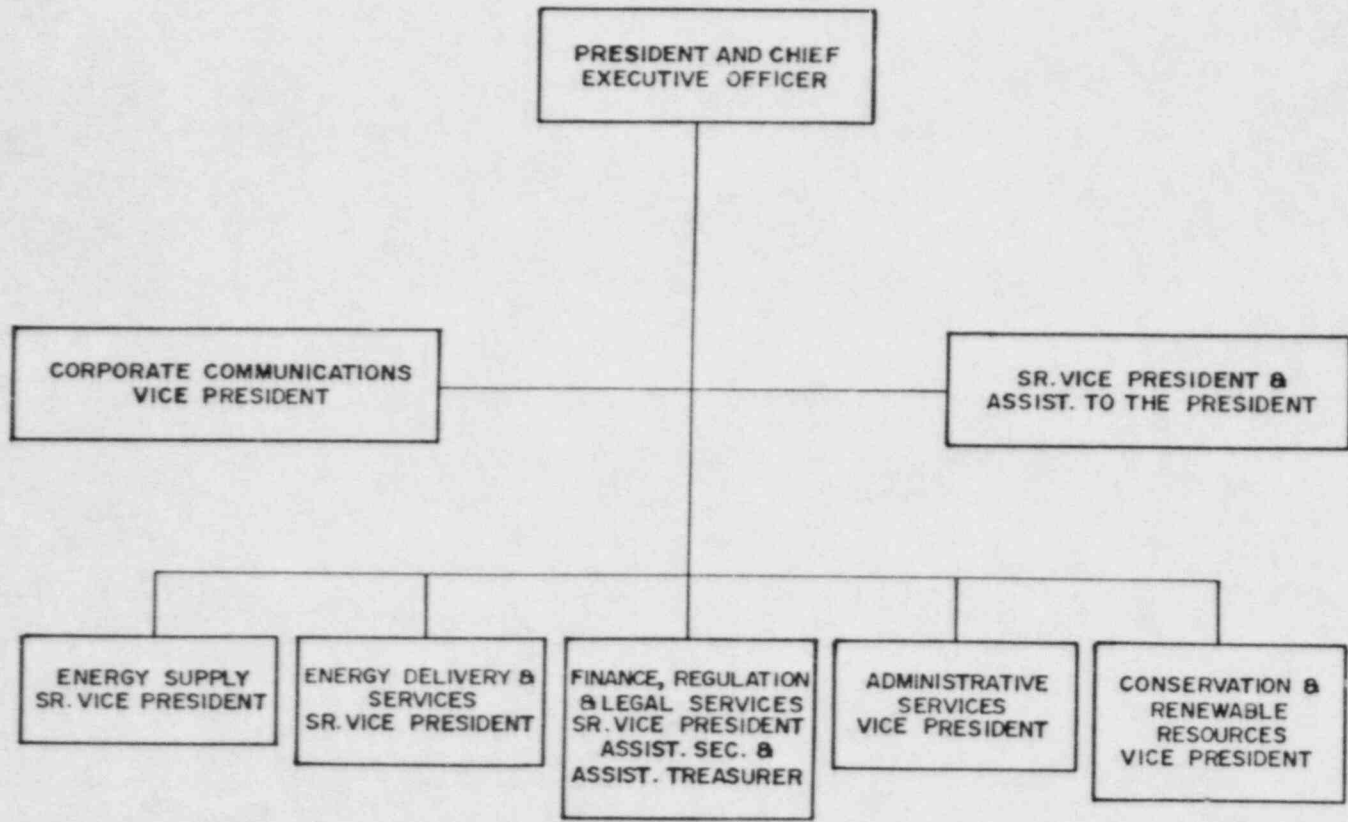 PRESIDENT AND CHIEF
EXECUTIVE OFFICER
CORPORATE COMMUNICATIONS
VICE PRESIDENT
SR. VICE PRESIDENT &
ASSIST. TO THE PRESIDENT
ENERGY SUPPLY
SR. VICE PRESIDENT
ENERGY DELIVERY &
SERVICES
SR. VICE PRESIDENT
FINANCE, REGULATION
& LEGAL SERVICES
SR. VICE PRESIDENT
ASSIST. SEC. &
ASSIST. TREASURER
ADMINISTRATIVE
SERVICES
VICE PRESIDENT
CONSERVATION &
RENEWABLE
RESOURCES
VICE PRESIDENT